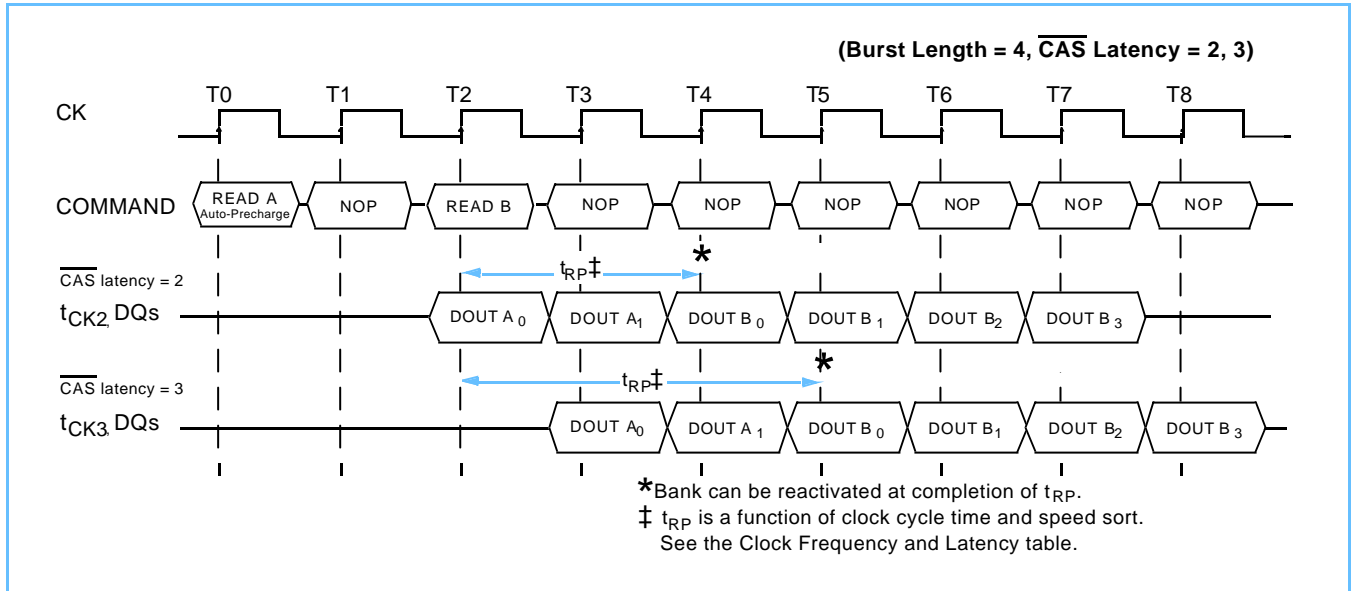 (Burst Length = 4, CAS Latency = 2, 3)
T0 T1 T2 T3 T4 T5 T6 T7 T8
CK
COMMAND READ A Auto-Precharge NOP READ B NOP NOP NOP NOP NOP NOP
*
tRP‡
CAS latency = 2
tCK2, DQs DOUT A0 DOUT A1 DOUT B0 DOUT B1 DOUT B2 DOUT B3
*
tRP‡
CAS latency = 3
tCK3, DQs DOUT A0 DOUT A1 DOUT B0 DOUT B1 DOUT B2 DOUT B3
*Bank can be reactivated at completion of tRP.
‡ tRP is a function of clock cycle time and speed sort.
See the Clock Frequency and Latency table.